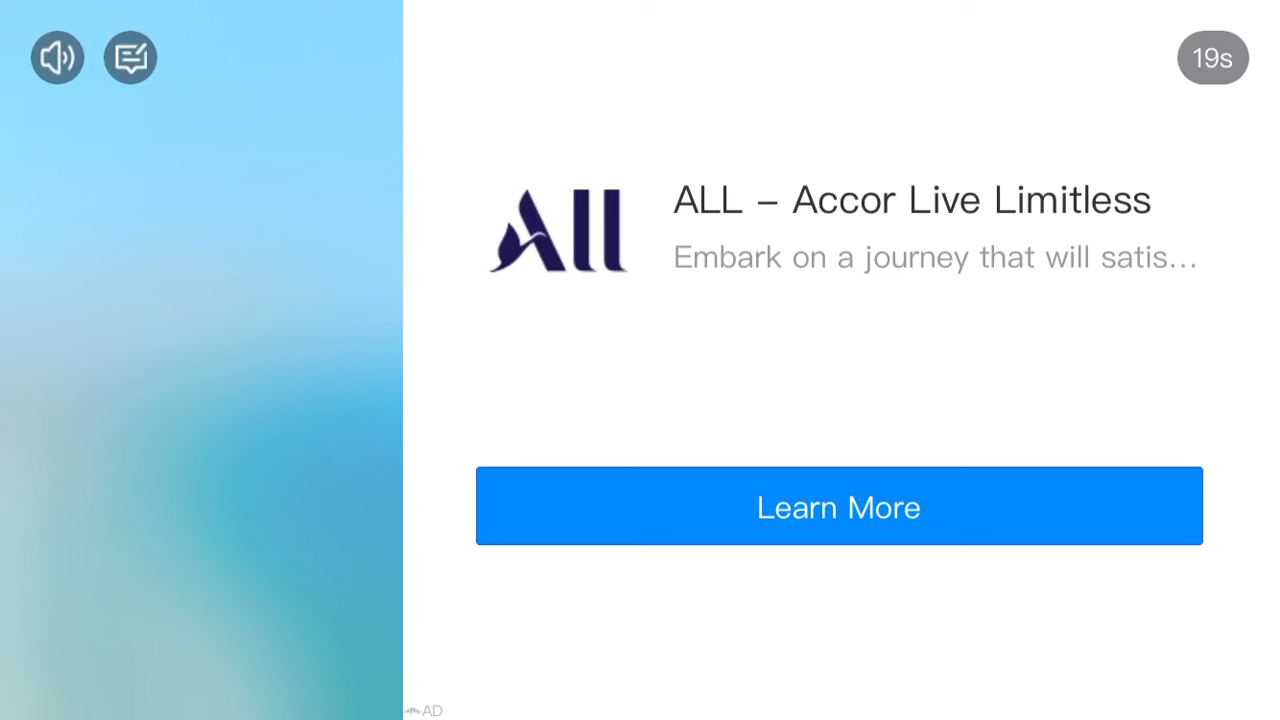 19s
All
ALL – Accor Live Limitless
Embark on a journey that will satis...
Learn More
AD